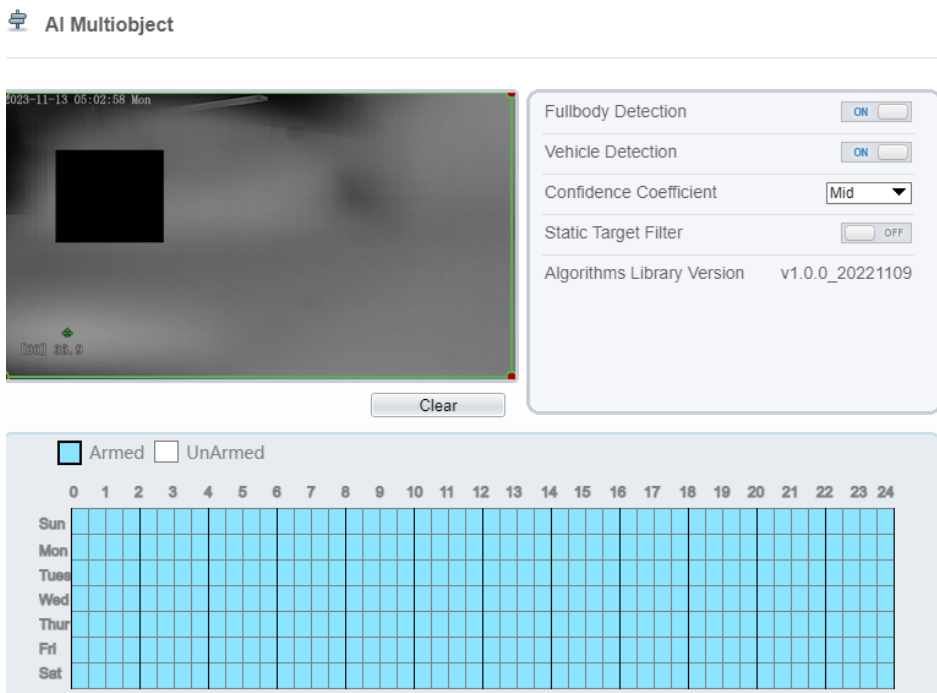 AI Multiobject
2023-11-13 05:02:58 Mon
33.9
Clear
Fullbody Detection ON
Vehicle Detection ON
Confidence Coefficient Mid
Static Target Filter OFF
Algorithms Library Version v1.0.0_20221109
Armed UnArmed
0 1 2 3 4 5 6 7 8 9 10 11 12 13 14 15 16 17 18 19 20 21 22 23 24
Sun
Mon
Tues
Wed
Thur
Fri
Sat